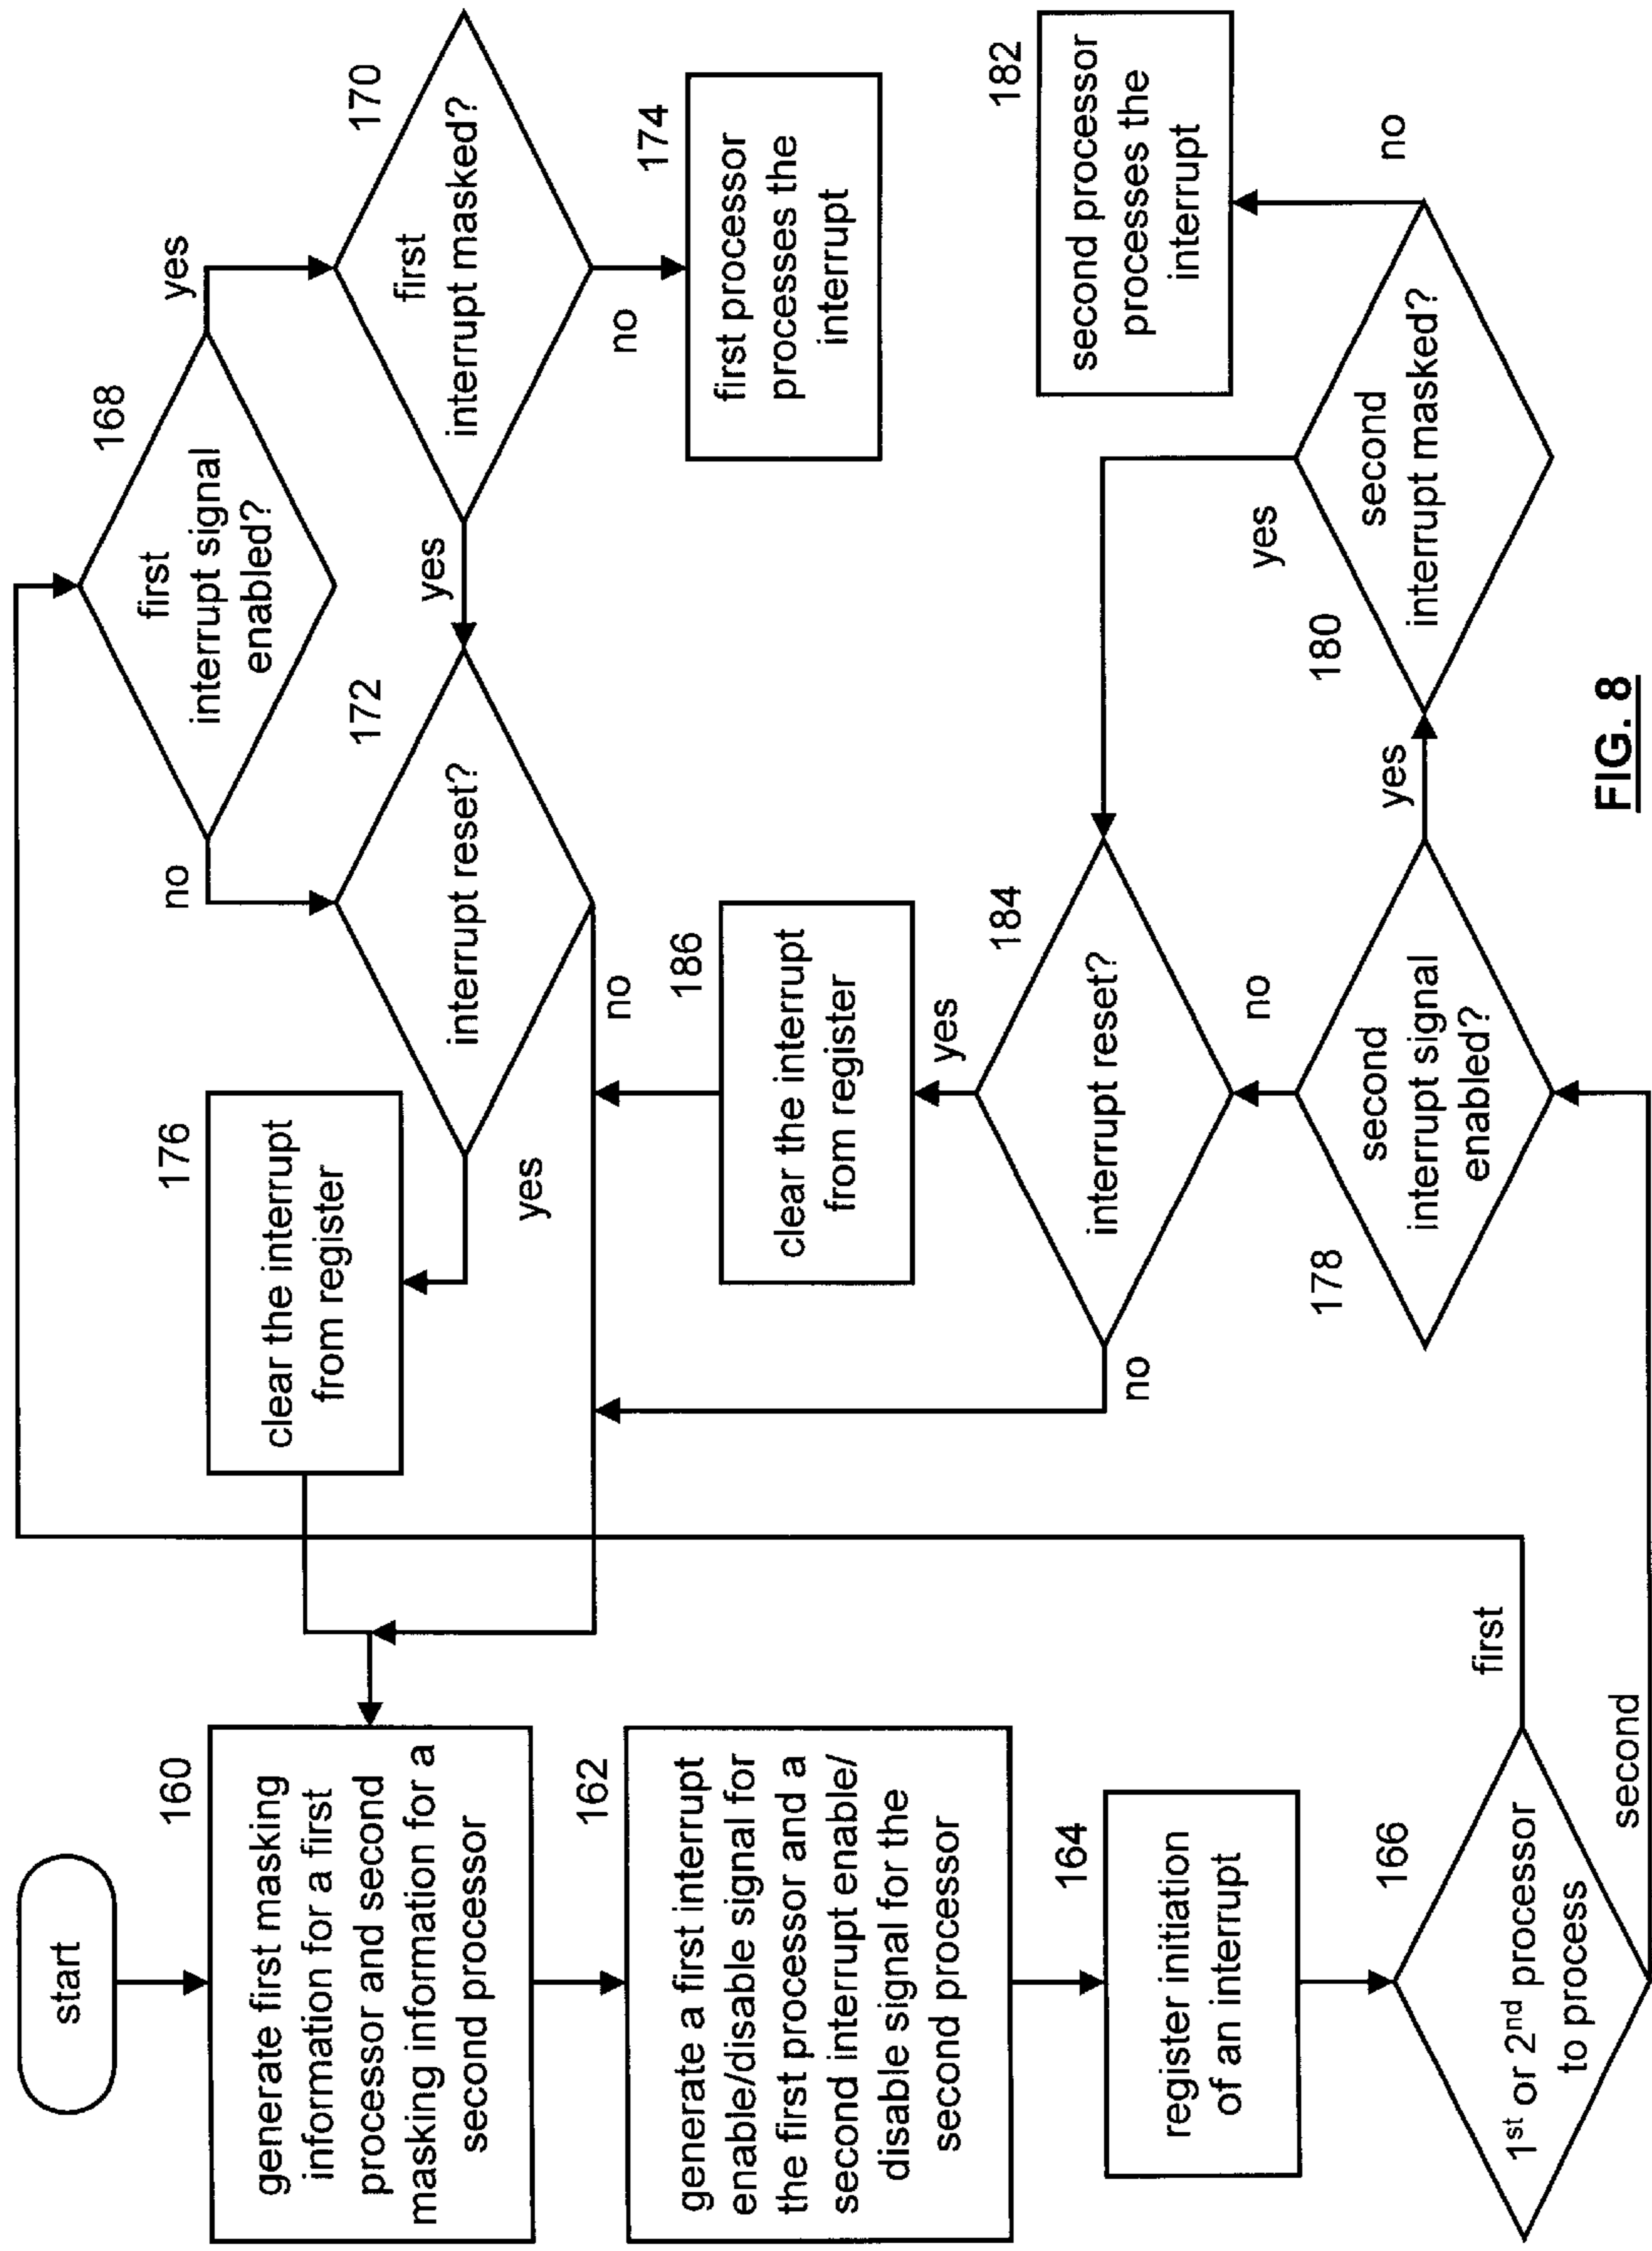 start
160
generate first masking
information for a first
processor and second
masking information for a
second processor
162
generate a first interrupt
enable/disable signal for
the first processor and a
second interrupt enable/
disable signal for the
second processor
164
register initiation
of an interrupt
166
1st or 2nd processor
to process
first
second
168
first
interrupt signal
enabled?
yes
no
170
first
interrupt masked?
yes
no
172
interrupt reset?
yes
no
174
first processor
processes the
interrupt
176
clear the interrupt
from register
178
second
interrupt signal
enabled?
yes
no
180
second
interrupt masked?
yes
no
182
second processor
processes the
interrupt
184
interrupt reset?
yes
no
186
clear the interrupt
from register
FIG. 8